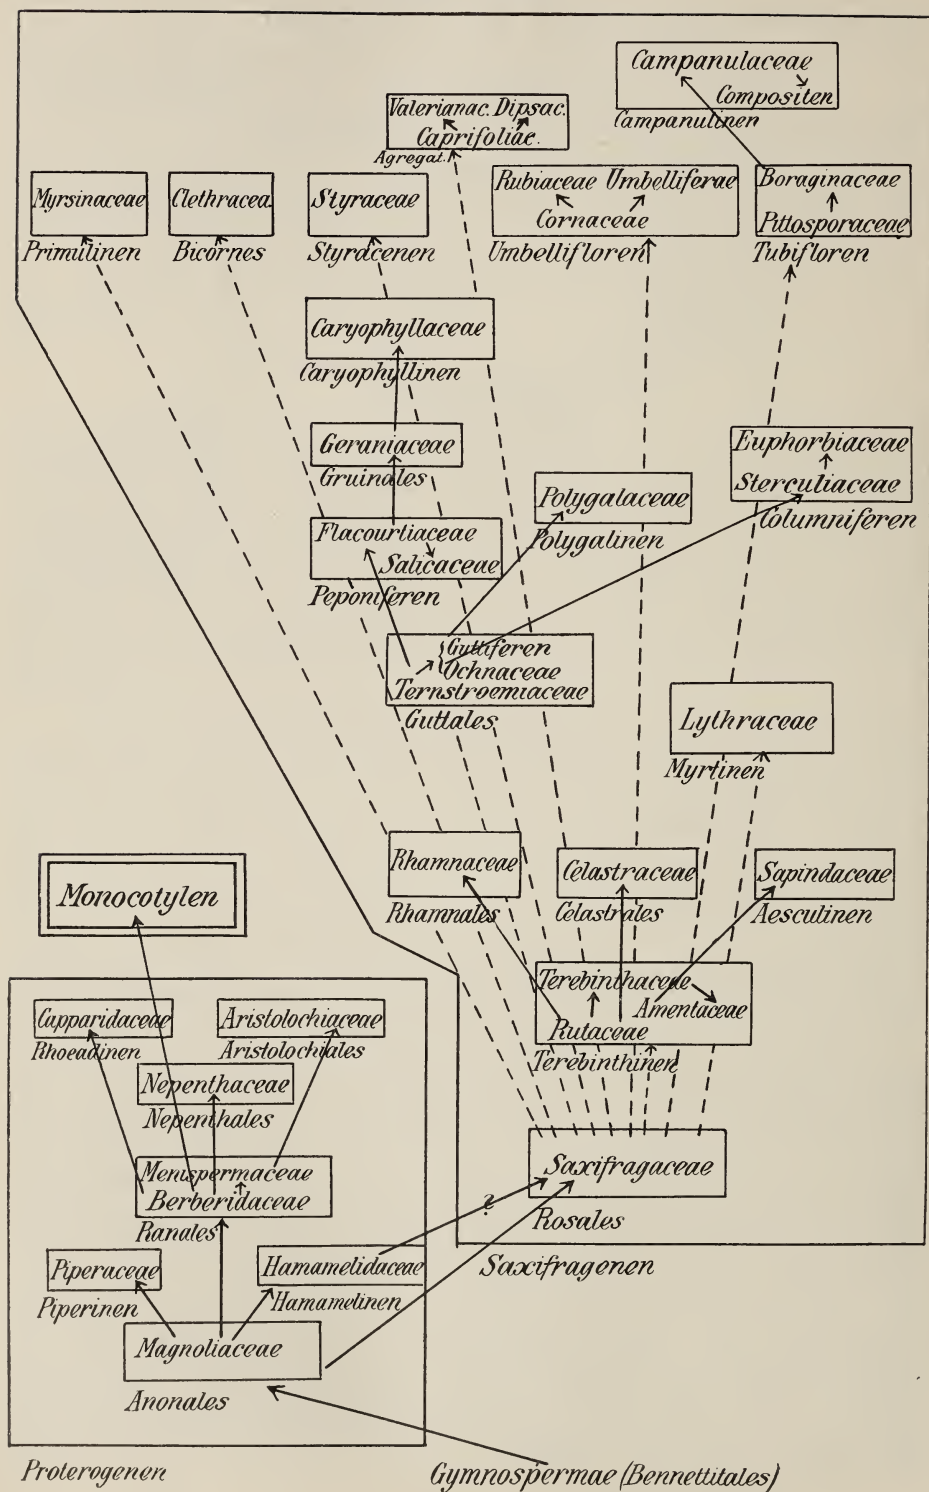 Campanulaceae
Compositen
Campanulinen
Valerianac. Dipsac.
Caprifoliae.
Agregat.
Myrsinaceae
Primulinen
Clethracea.
Bicornes
Styraceae
Styracenen
Rubiaceae Umbelliferae
Cornaceae
Umbellifloren
Boraginaceae
Pittosporaceae
Tubifloren
Caryophyllaceae
Caryophyllinen
Geraniaceae
Gruinales
Euphorbiaceae
Sterculiaceae
Columniferen
Polygalaceae
Polygalinen
Flacourtiaceae
Salicaceae
Peponiferen
Guttiferen
Ochnaceae
Ternstroemiaceae
Guttales
Lythraceae
Myrtinen
Rhamnaceae
Rhamnales
Celastraceae
Celastrales
Sapindaceae
Aesculinen
Monocotylen
Terebinthaceae
Amentaceae
Rutaceae
Terebinthinen
Capparidaceae
Rhoeadinen
Aristolochiaceae
Aristolochiales
Nepenthaceae
Nepenthales
Menispermaceae
Berberidaceae
Ranales
Saxifragaceae
?
Rosales
Saxifragenen
Piperaceae
Piperinen
Hamamelidaceae
Hamamelinen
Magnoliaceae
Anonales
Proterogenen
Gymnospermae (Bennettitales)